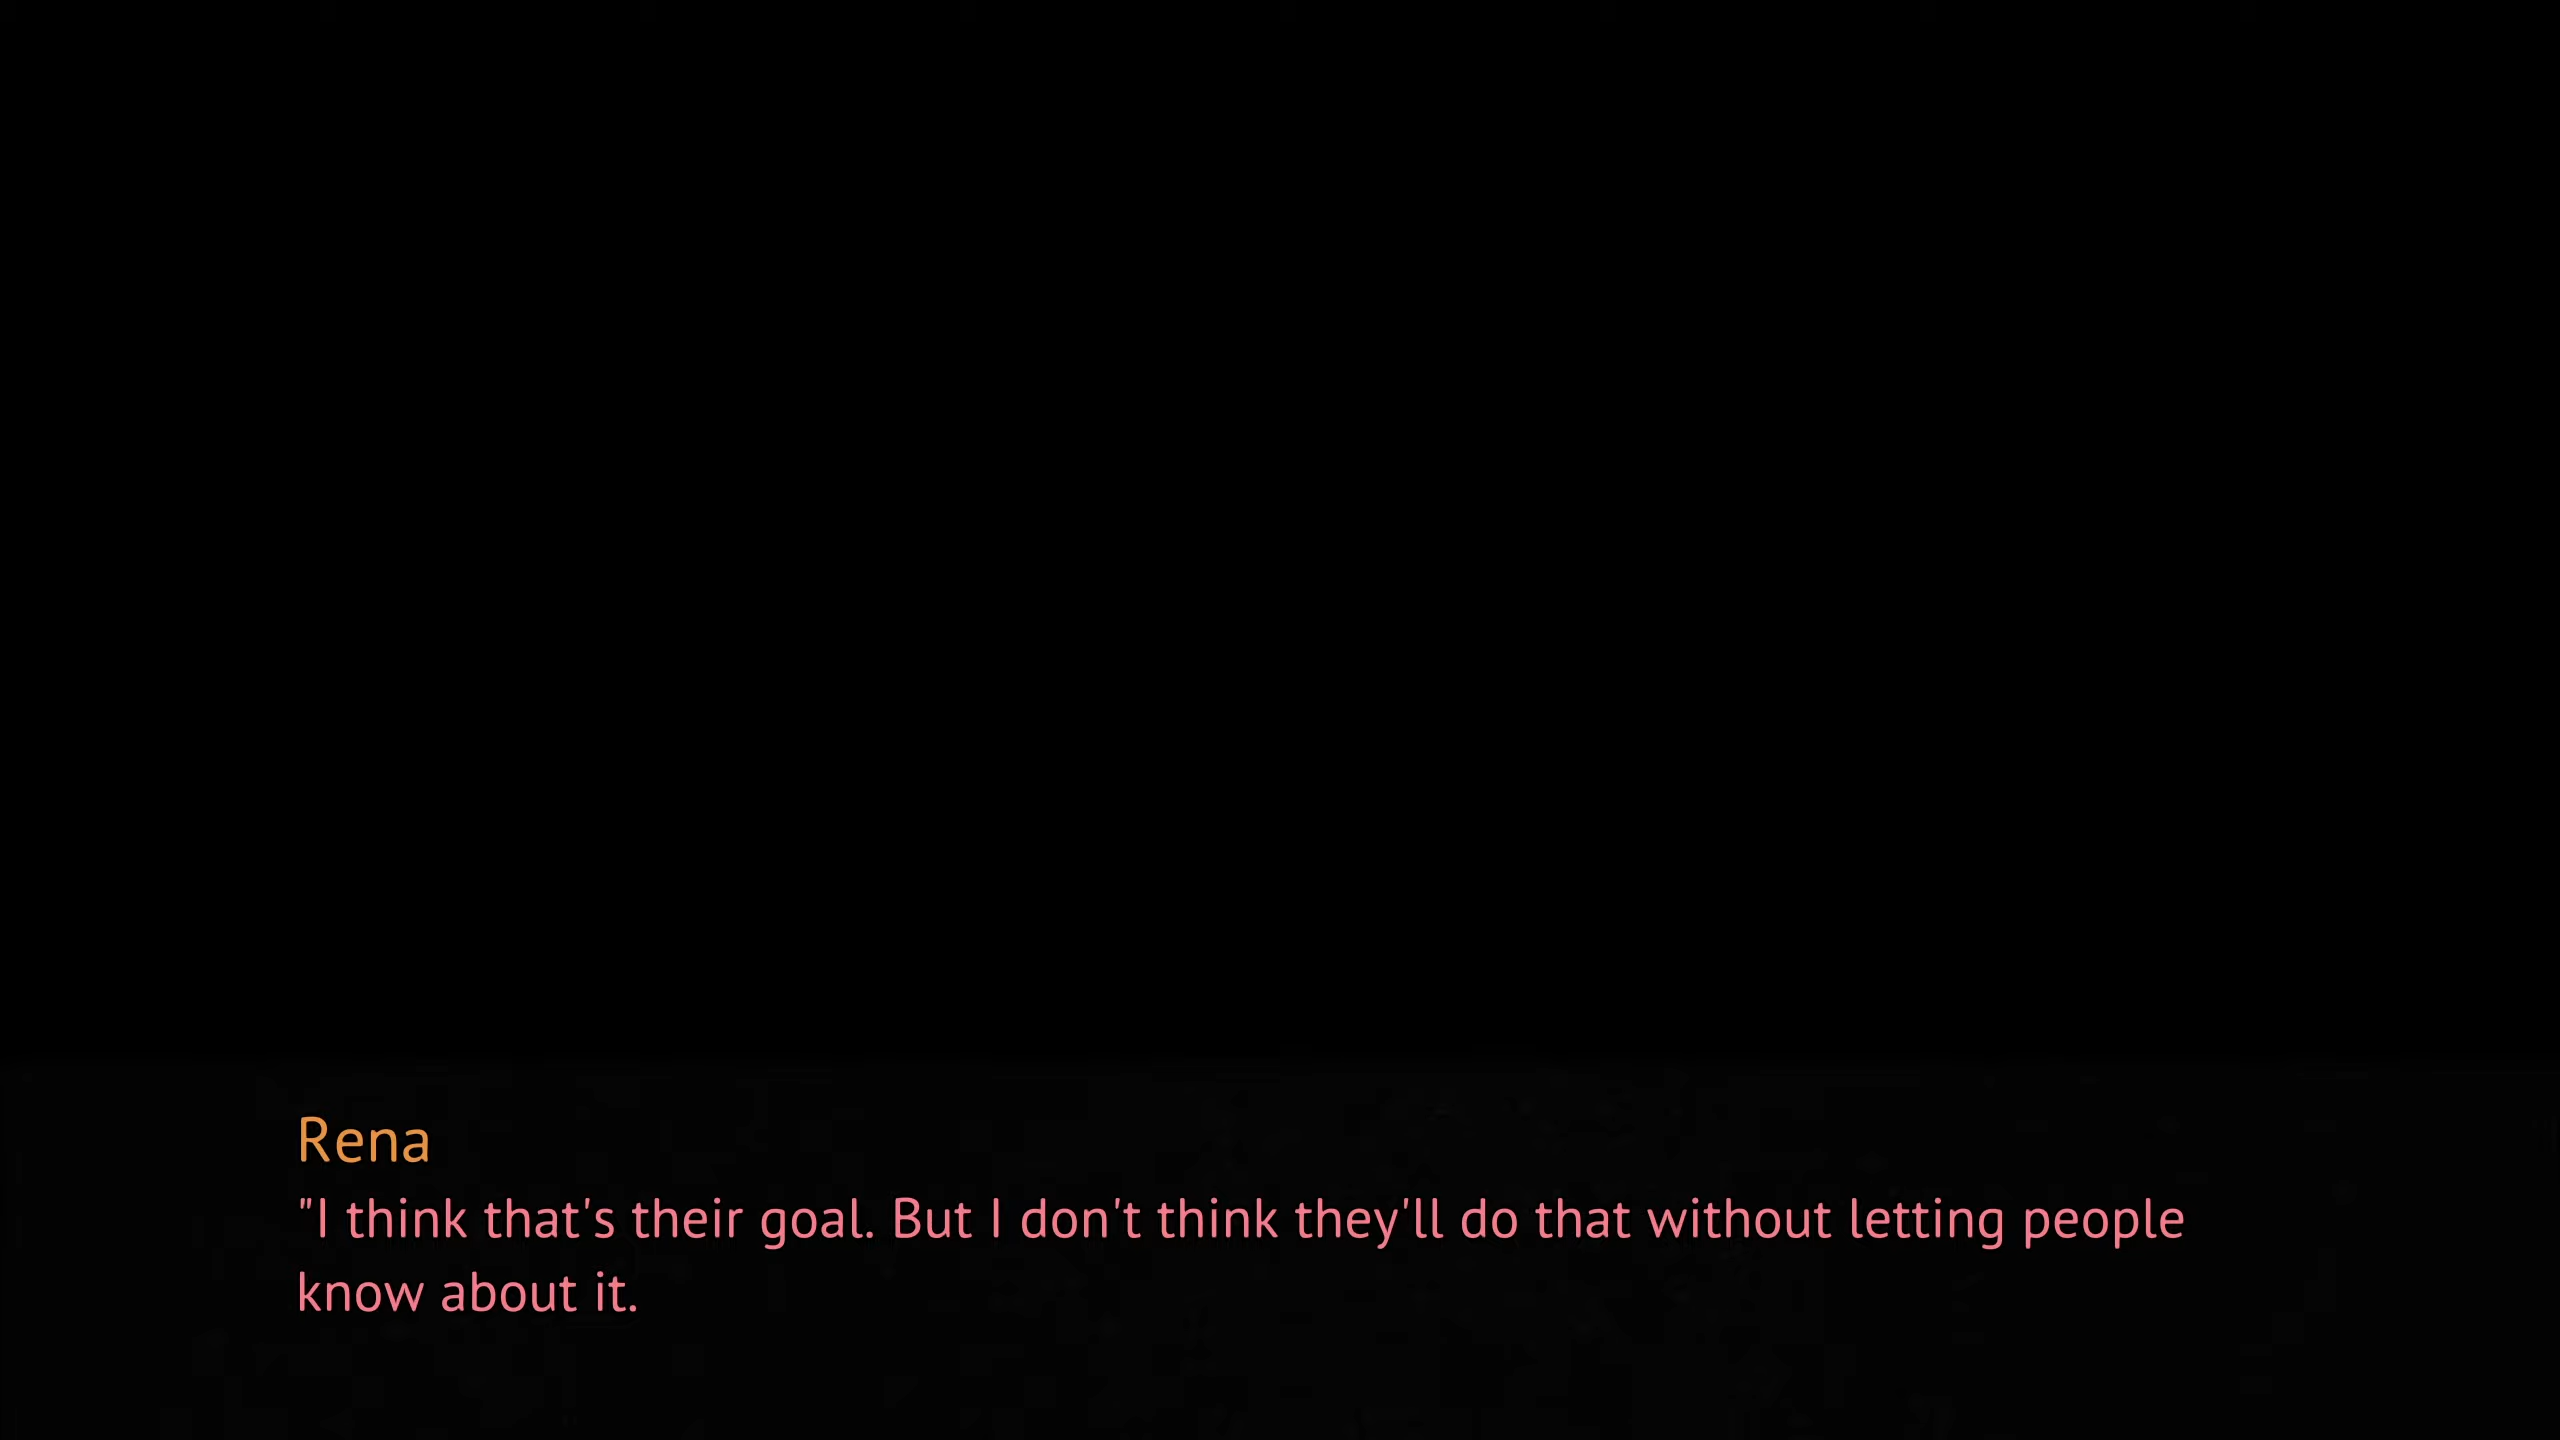 Rena
"I think that's their goal. But I don't think they'll do that without letting people
know about it.